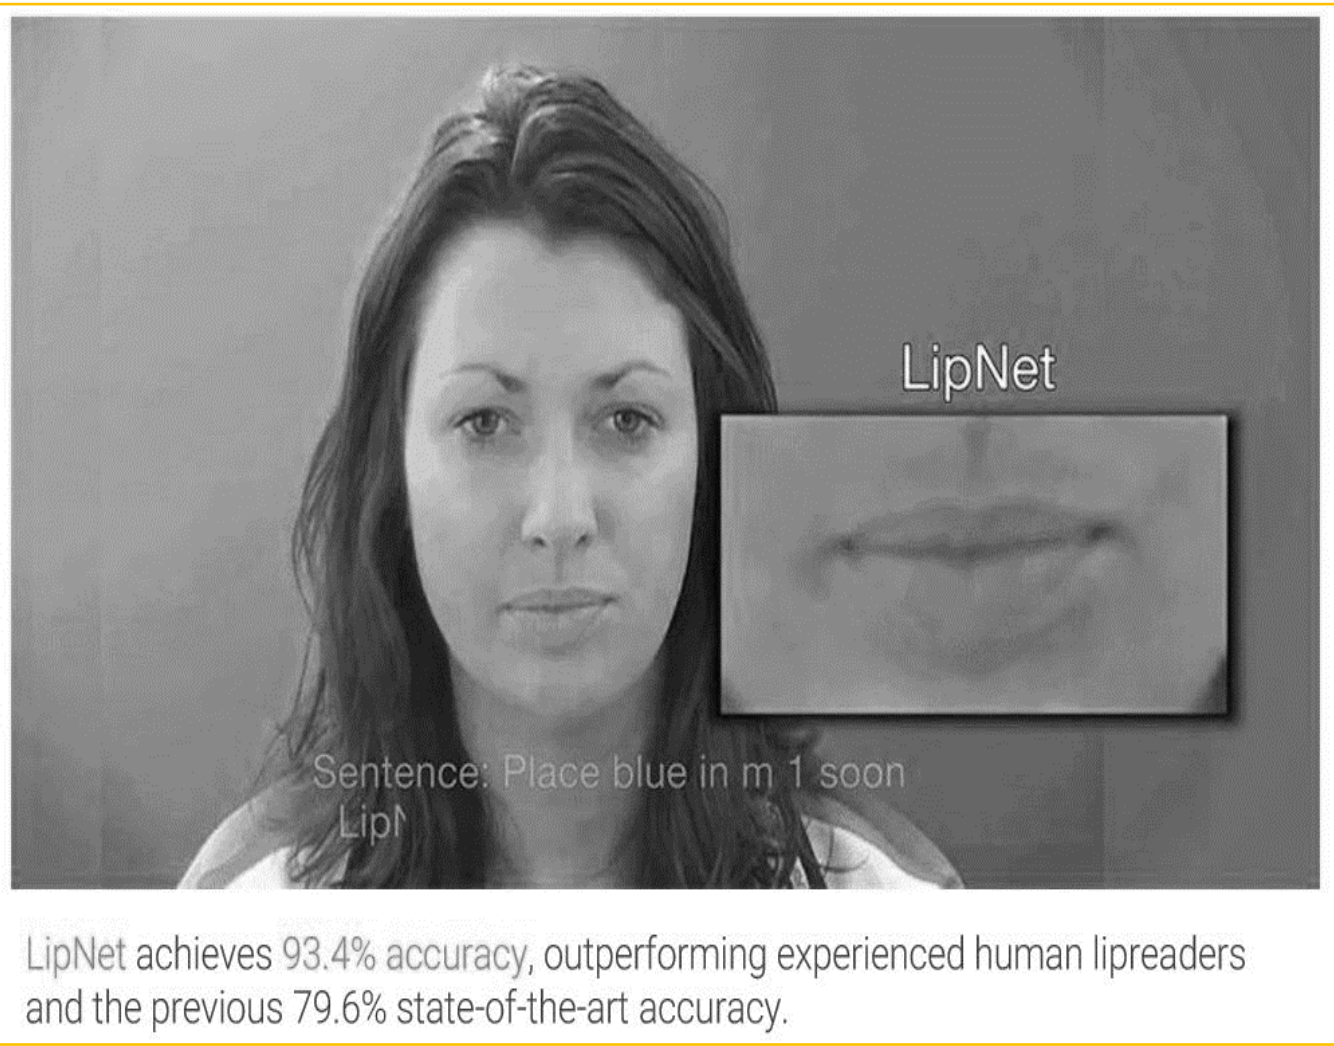 LipNet
Sentence: Place blue in m 1 soon
LipN
LipNet achieves 93.4% accuracy, outperforming experienced human lipreaders
and the previous 79.6% state-of-the-art accuracy.